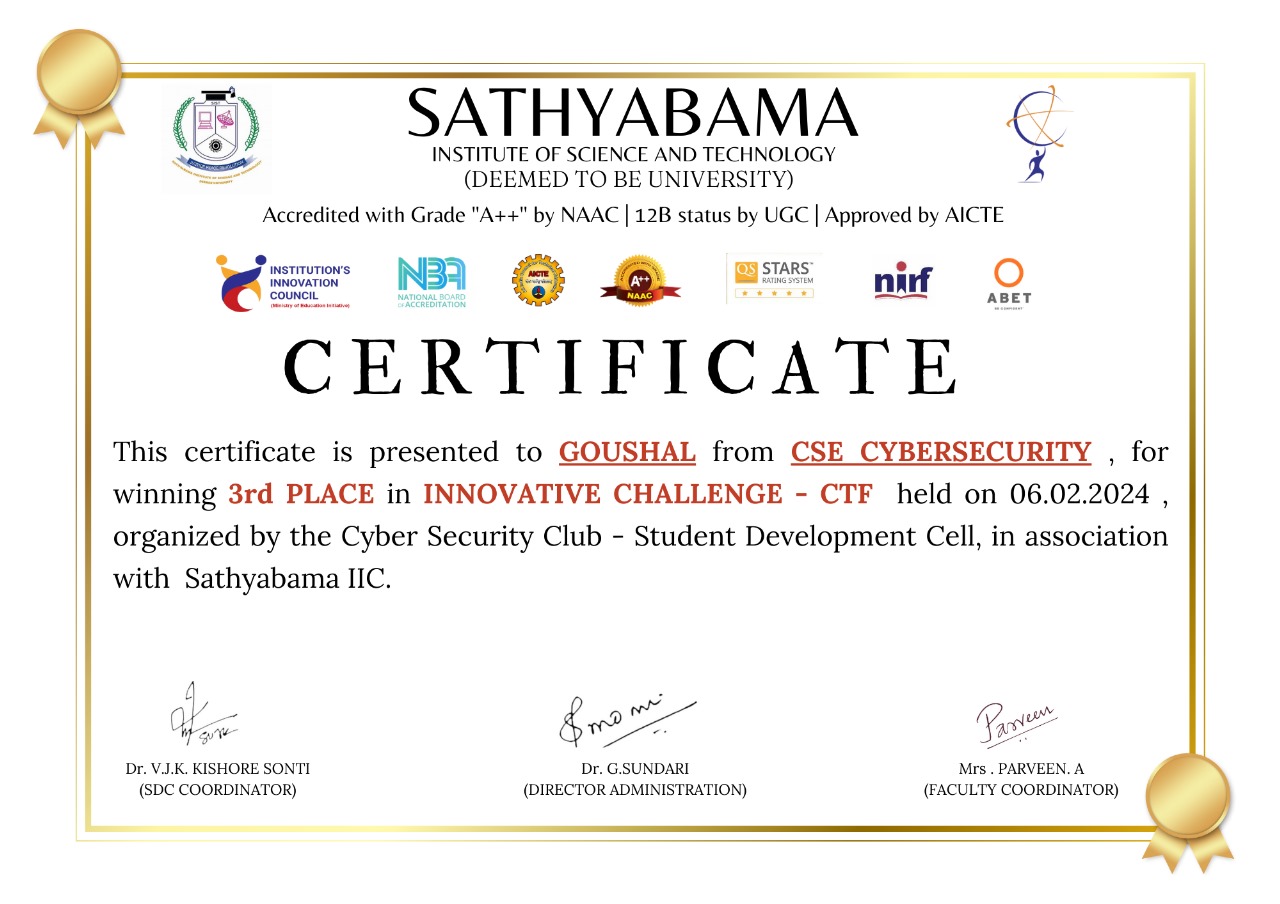 SATHYABAMA
INSTITUTE OF SCIENCE AND TECHNOLOGY
(DEEMED TO BE UNIVERSITY)
Accredited with Grade "A++" by NAAC | 12B status by UGC | Approved by AICTE
INSTITUTION'S
INNOVATION
COUNCIL
(Ministry of Education Initiative)
NBA
NATIONAL BOARD
OF ACCREDITATION
AICTE
A++
NAAC
QS STARS™
RATING SYSTEM
nirf
ABET
CERTIFICATE
This certificate is presented to GOUSHAL from CSE CYBERSECURITY , for
winning 3rd PLACE in INNOVATIVE CHALLENGE - CTF held on 06.02.2024 ,
organized by the Cyber Security Club - Student Development Cell, in association
with Sathyabama IIC.
Parveen
Dr. V.J.K. KISHORE SONTI
(SDC COORDINATOR)
Dr. G.SUNDARI
(DIRECTOR ADMINISTRATION)
Mrs . PARVEEN. A
(FACULTY COORDINATOR)